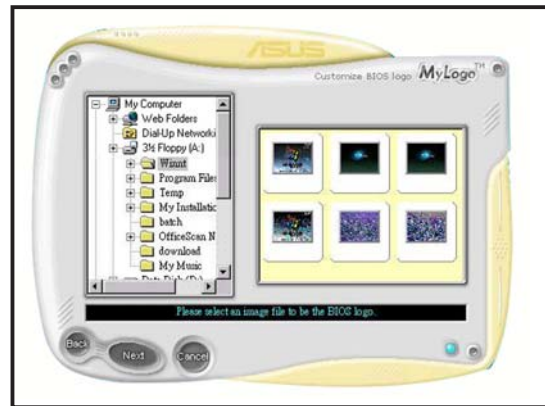 ASUS
Customize BIOS logo MyLogo™
My Computer
Web Folders
Dial-Up Networki
3½ Floppy (A:)
Winnt
Program Files
Temp
My Installatic
batch
OfficeScan N
download
My Music
Please select an image file to be the BIOS logo.
Back
Next
Cancel